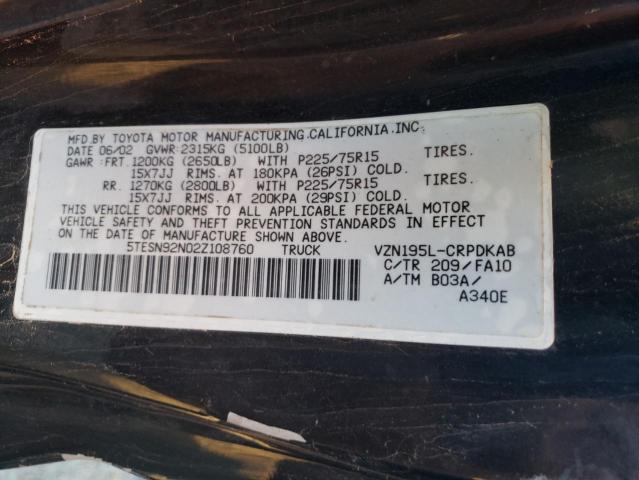 MFD.BY TOYOTA MOTOR MANUFACTURING,CALIFORNIA,INC.
DATE 06/02 GVWR:2315KG (5100LB)
GAWR:FRT.1200KG (2650LB) WITH P225/75R15 TIRES.
15X7JJ RIMS. AT 180KPA (26PSI) COLD.
RR. 1270KG (2800LB) WITH P225/75R15 TIRES.
15X7JJ RIMS. AT 200KPA (29PSI) COLD.
THIS VEHICLE CONFORMS TO ALL APPLICABLE FEDERAL MOTOR
VEHICLE SAFETY AND THEFT PREVENTION STANDARDS IN EFFECT
ON THE DATE OF MANUFACTURE SHOWN ABOVE.
5TESN92N02Z108760 TRUCK VZN195L-CRPDKAB
C/TR 209/FA10
A/TM B03A/
A340E